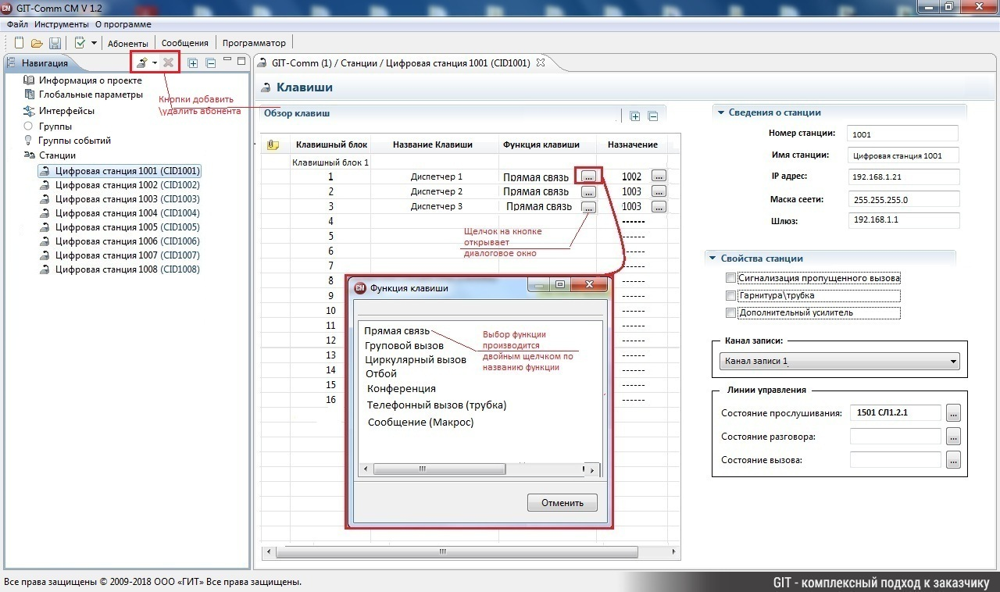 GIT-Comm CM V 1.2
Файл Инструменты О программе
Абоненты Сообщения Программатор
Навигация
GIT-Comm (1) / Станции / Цифровая станция 1001 (CID1001)
Информация о проекте
Глобальные параметры
Интерфейсы
Группы
Группы событий
Станции
Цифровая станция 1001 (CID1001)
Цифровая станция 1002 (CID1002)
Цифровая станция 1003 (CID1003)
Цифровая станция 1004 (CID1004)
Цифровая станция 1005 (CID1005)
Цифровая станция 1006 (CID1006)
Цифровая станция 1007 (CID1007)
Цифровая станция 1008 (CID1008)
Кнопки добавить
\удалить абонента
Клавиши
Обзор клавиш
Клавишный блок Название Клавиши Функция клавиши Назначение
Клавишный блок 1
1 Диспетчер 1 Прямая связь ... 1002 ...
2 Диспетчер 2 Прямая связь ... 1003 ...
3 Диспетчер 3 Прямая связь ... 1003 ...
4 ------
5 ------
6 ------
7 ------
8 ------
9 ------
10 ------
11 ------
12 ------
13 ------
14 ------
15 ------
16 ------
Щелчок на кнопке
открывает
диалоговое окно
CM Функция клавиши
Прямая связь
Груповой вызов
Циркулярный вызов
Отбой
Конференция
Телефонный вызов (трубка)
Сообщение (Макрос)
Выбор функции
производится
двойным щелчком по
названию функции
Отменить
Сведения о станции
Номер станции: 1001
Имя станции: Цифровая станция 1001
IP адрес: 192.168.1.21
Маска сеети: 255.255.255.0
Шлюз: 192.168.1.1
Свойства станции
Сигнализация пропущенного вызова
Гарнитура\трубка
Дополнительный усилитель
Канал записи:
Канал записи 1
Линии управления
Состояние прослушивания: 1501 СЛ1.2.1 ...
Состояние разговора: ...
Состояние вызова: ...
Все права защищены © 2009-2018 ООО «ГИТ» Все права защищены.
GIT - комплексный подход к заказчику